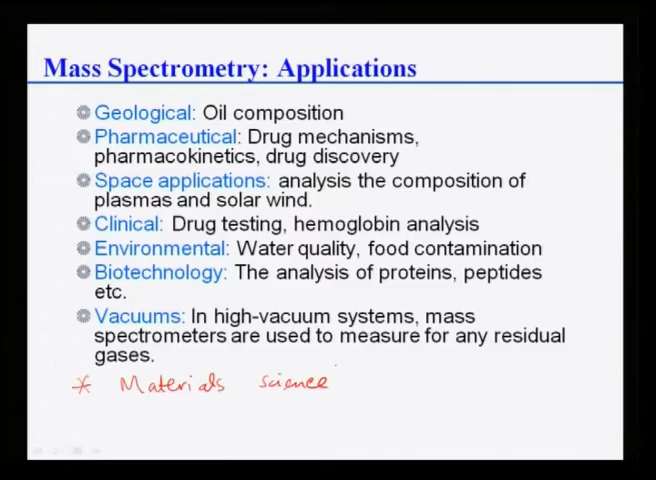 Mass Spectrometry: Applications
Geological: Oil composition
Pharmaceutical: Drug mechanisms,
pharmacokinetics, drug discovery
Space applications: analysis the composition of
plasmas and solar wind.
Clinical: Drug testing, hemoglobin analysis
Environmental: Water quality, food contamination
Biotechnology: The analysis of proteins, peptides
etc.
Vacuums: In high-vacuum systems, mass
spectrometers are used to measure for any residual
gases.
* Materials science